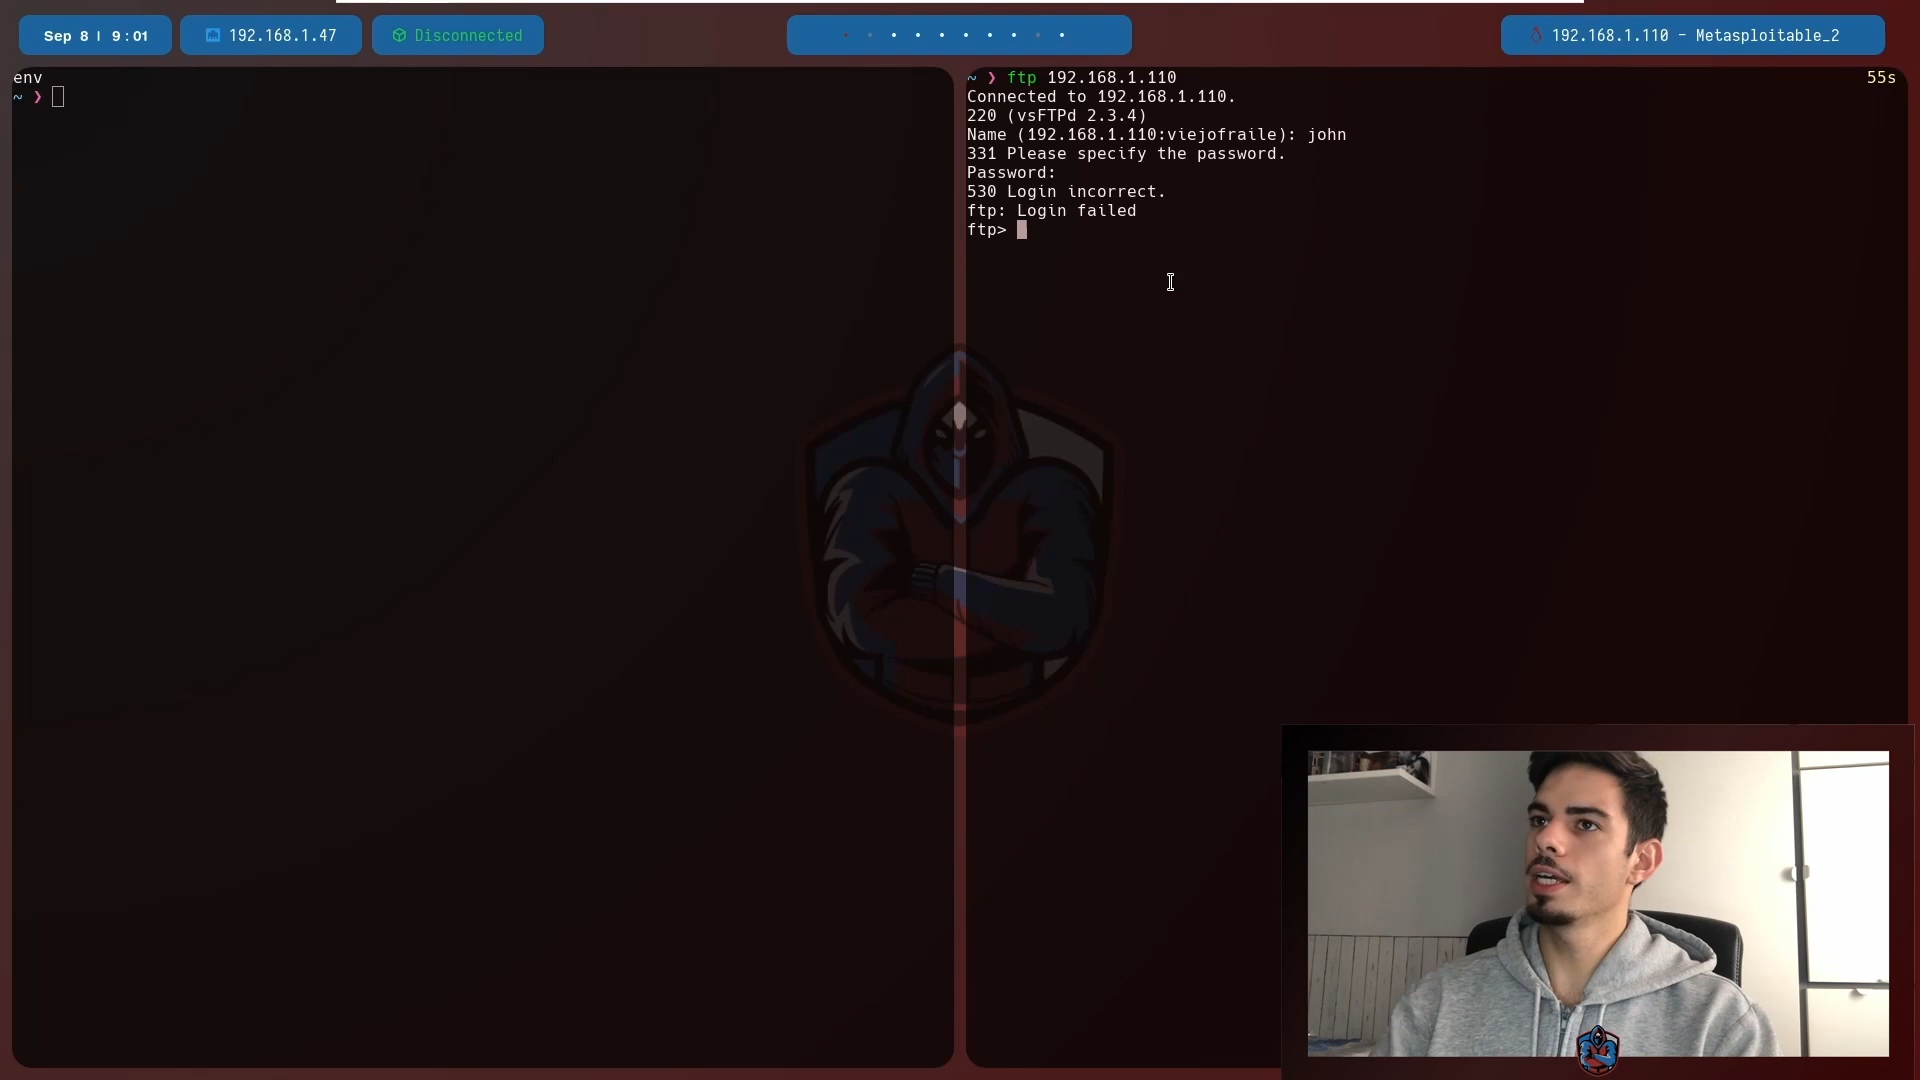 Sep 8 | 9:01
192.168.1.47
Disconnected
192.168.1.110 - Metasploitable_2
env
~ ❯
~ ❯ ftp 192.168.1.110
55s
Connected to 192.168.1.110.
220 (vsFTPd 2.3.4)
Name (192.168.1.110:viejofraile): john
331 Please specify the password.
Password:
530 Login incorrect.
ftp: Login failed
ftp>